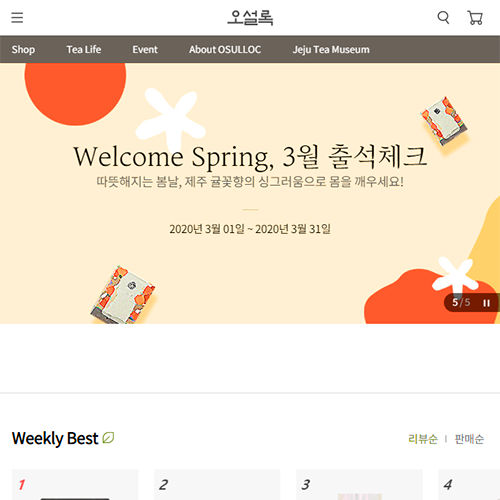 오설록
Shop Tea Life Event About OSULLOC Jeju Tea Museum
Welcome Spring, 3월 출석체크
따뜻해지는 봄날, 제주 귤꽃향의 싱그러움으로 몸을 깨우세요!
2020년 3월 01일 ~ 2020년 3월 31일
5 / 5
Weekly Best 리뷰순 | 판매순
1 2 3 4